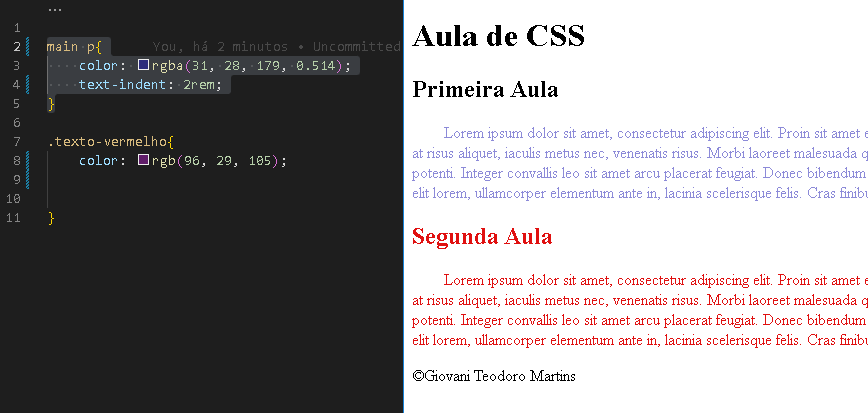 ...
1
2 main p{ You, há 2 minutos • Uncommitted
3 color: rgba(31, 28, 179, 0.514);
4 text-indent: 2rem;
5 }
6
7 .texto-vermelho{
8 color: rgb(96, 29, 105);
9
10
11 }
Aula de CSS
Primeira Aula
Lorem ipsum dolor sit amet, consectetur adipiscing elit. Proin sit amet
at risus aliquet, iaculis metus nec, venenatis risus. Morbi laoreet malesuada q
potenti. Integer convallis leo sit amet arcu placerat feugiat. Donec bibendum
elit lorem, ullamcorper elementum ante in, lacinia scelerisque felis. Cras finibu
Segunda Aula
Lorem ipsum dolor sit amet, consectetur adipiscing elit. Proin sit amet
at risus aliquet, iaculis metus nec, venenatis risus. Morbi laoreet malesuada q
potenti. Integer convallis leo sit amet arcu placerat feugiat. Donec bibendum
elit lorem, ullamcorper elementum ante in, lacinia scelerisque felis. Cras finibu
©Giovani Teodoro Martins